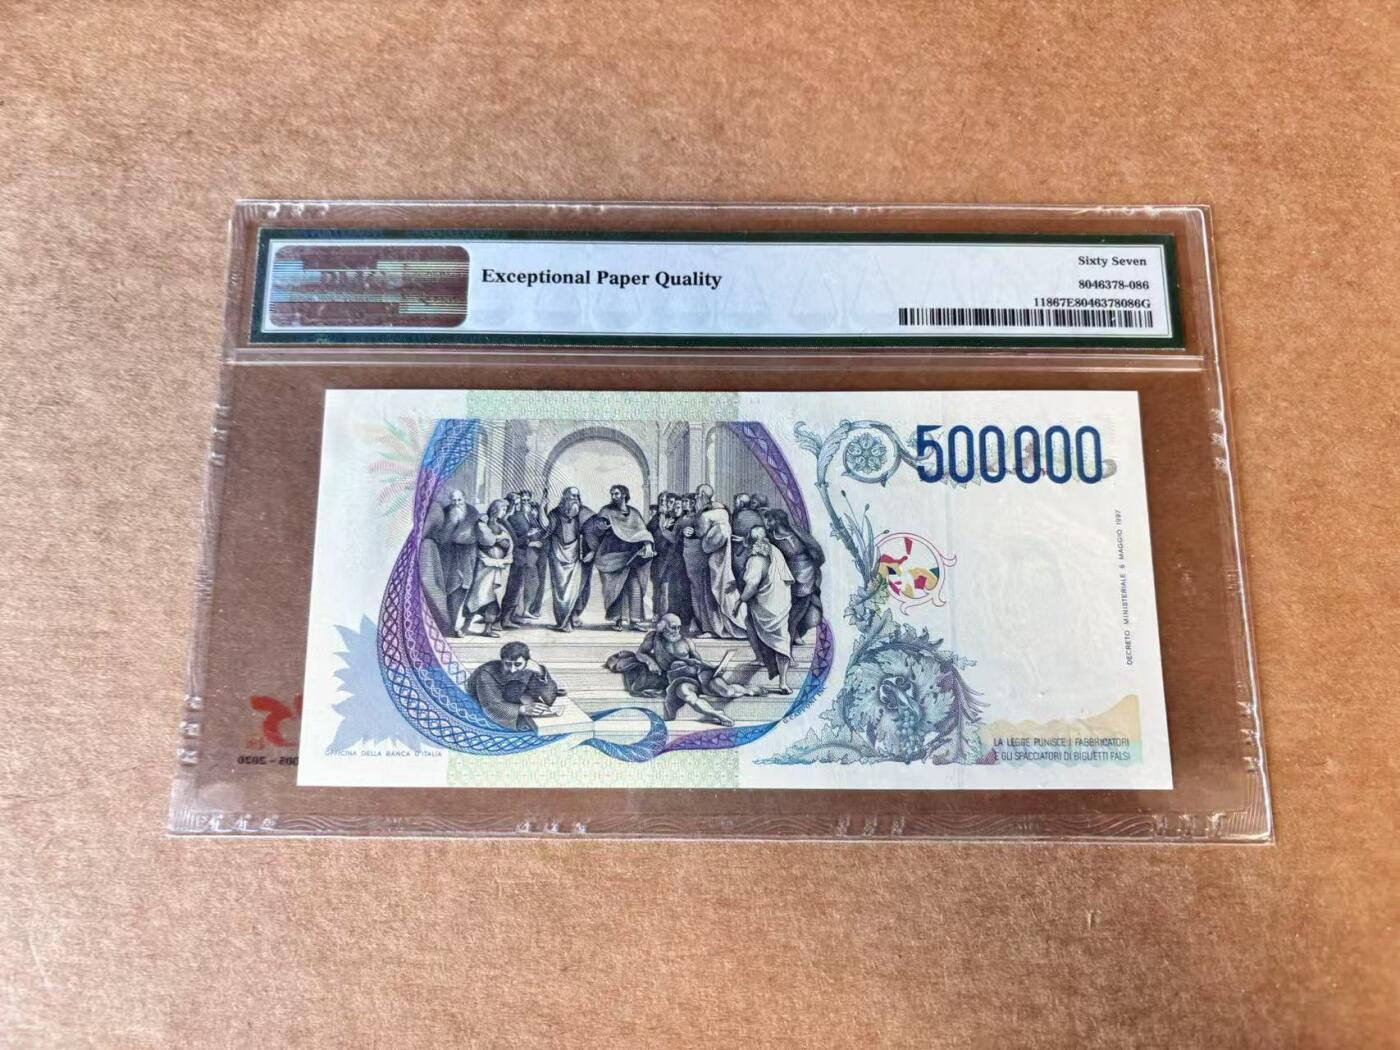 Exceptional Paper Quality
Sixty Seven
8046378-086
11867E8046378086G
500000
DECRETO MINISTERIALE 6 MAGGIO 1997
OFFICINA DELLA BANCA D'ITALIA
LA LEGGE PUNISCE I FABBRICATORI
E GLI SPACCIATORI DI BIGLIETTI FALSI